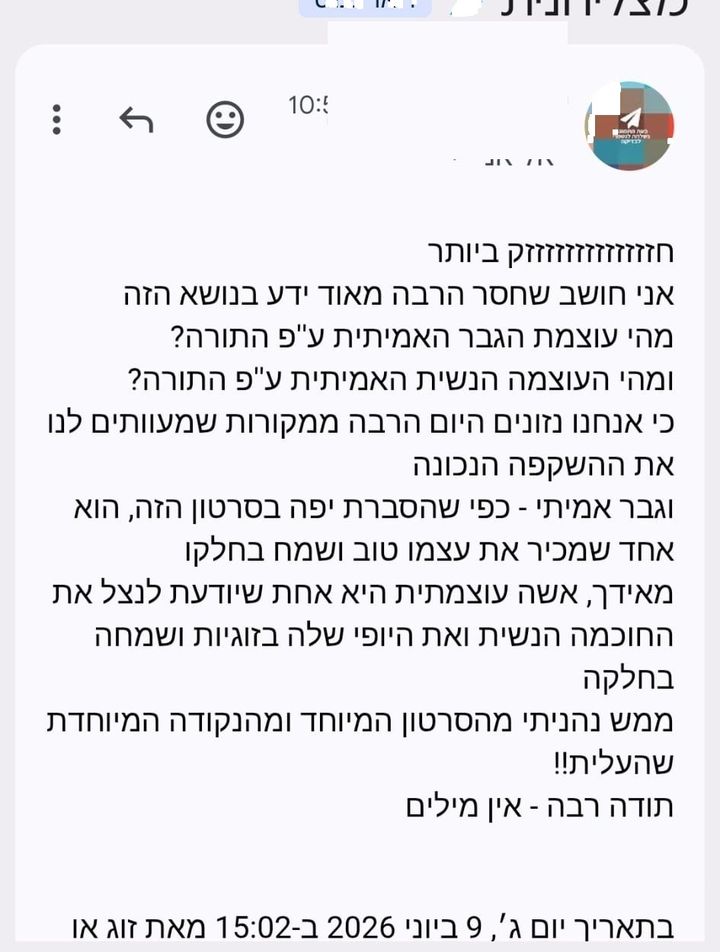 10:5
חזזזזזזזזזזזזזק ביותר
אני חושב שחסר הרבה מאוד ידע בנושא הזה
מהי עוצמת הגבר האמיתית ע"פ התורה?
ומהי העוצמה הנשית האמיתית ע"פ התורה?
כי אנחנו נזונים היום הרבה ממקורות שמעוותים לנו
את ההשקפה הנכונה
וגבר אמיתי - כפי שהסברת יפה בסרטון הזה, הוא
אחד שמכיר את עצמו טוב ושמח בחלקו
מאידך, אשה עוצמתית היא אחת שיודעת לנצל את
החוכמה הנשית ואת היופי שלה בזוגיות ושמחה
בחלקה
ממש נהניתי מהסרטון המיוחד ומהנקודה המיוחדת
שהעלית!!
תודה רבה - אין מילים
בתאריך יום ג׳, 9 ביוני 2026 ב-15:02 מאת זוג או